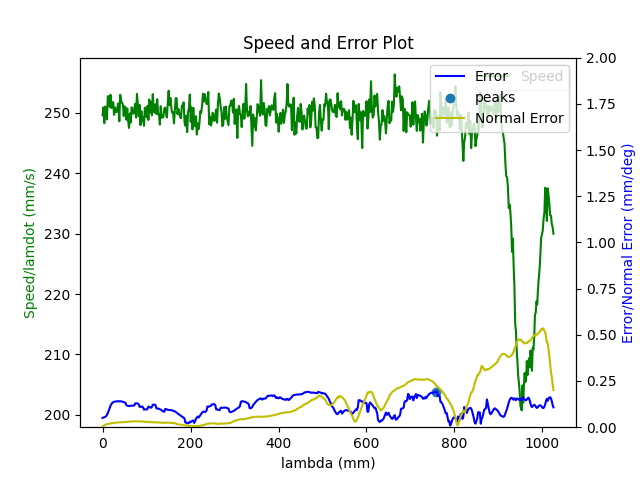 Speed and Error Plot
Error
Speed
peaks
Normal Error
Speed/lamdot (mm/s)
250
240
230
220
210
200
2.00
1.75
1.50
1.25
1.00
0.75
0.50
0.25
0.00
Error/Normal Error (mm/deg)
0
200
400
600
800
1000
lambda (mm)